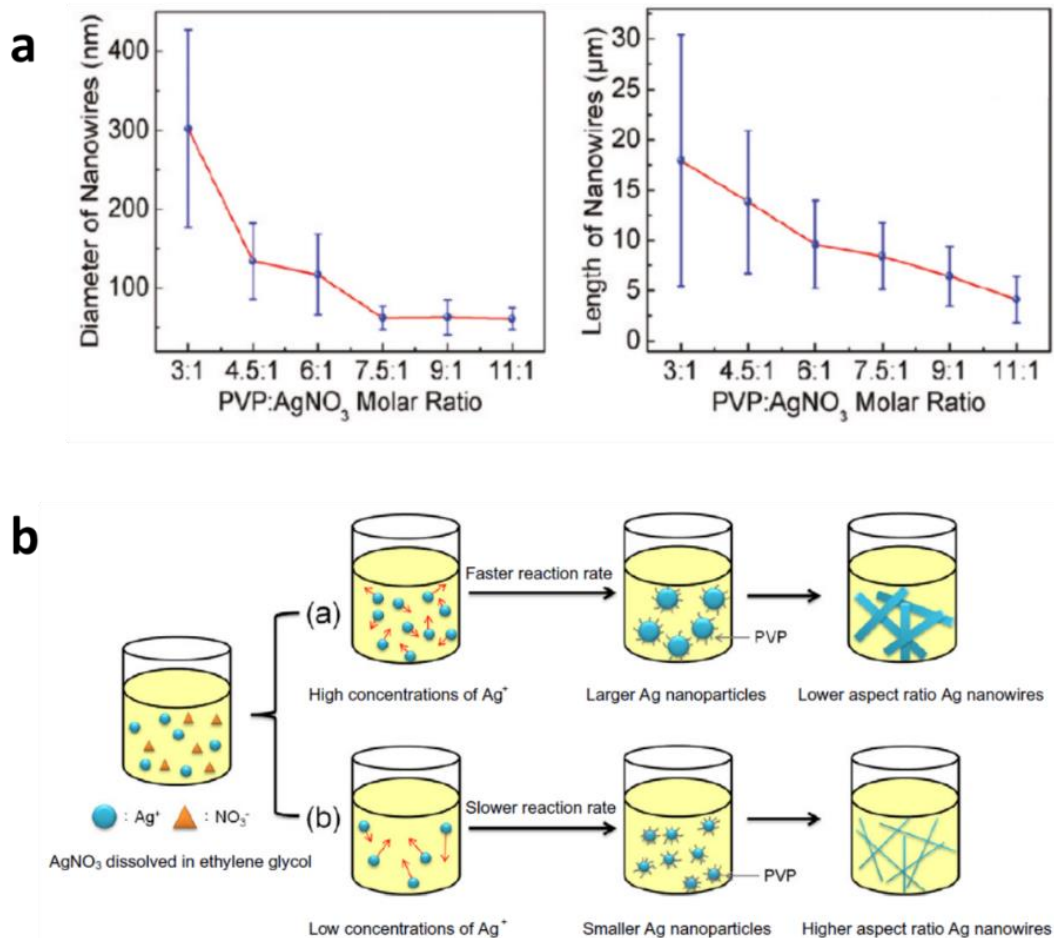 a
Diameter of Nanowires (nm)
400
300
200
100
3:1 4.5:1 6:1 7.5:1 9:1 11:1
PVP:AgNO₃ Molar Ratio
Length of Nanowires (µm)
30
25
20
15
10
5
0
3:1 4.5:1 6:1 7.5:1 9:1 11:1
PVP:AgNO₃ Molar Ratio
b
: Ag⁺ : NO₃⁻
AgNO₃ dissolved in ethylene glycol
(a)
High concentrations of Ag⁺
Faster reaction rate
PVP
Larger Ag nanoparticles
Lower aspect ratio Ag nanowires
(b)
Low concentrations of Ag⁺
Slower reaction rate
PVP
Smaller Ag nanoparticles
Higher aspect ratio Ag nanowires